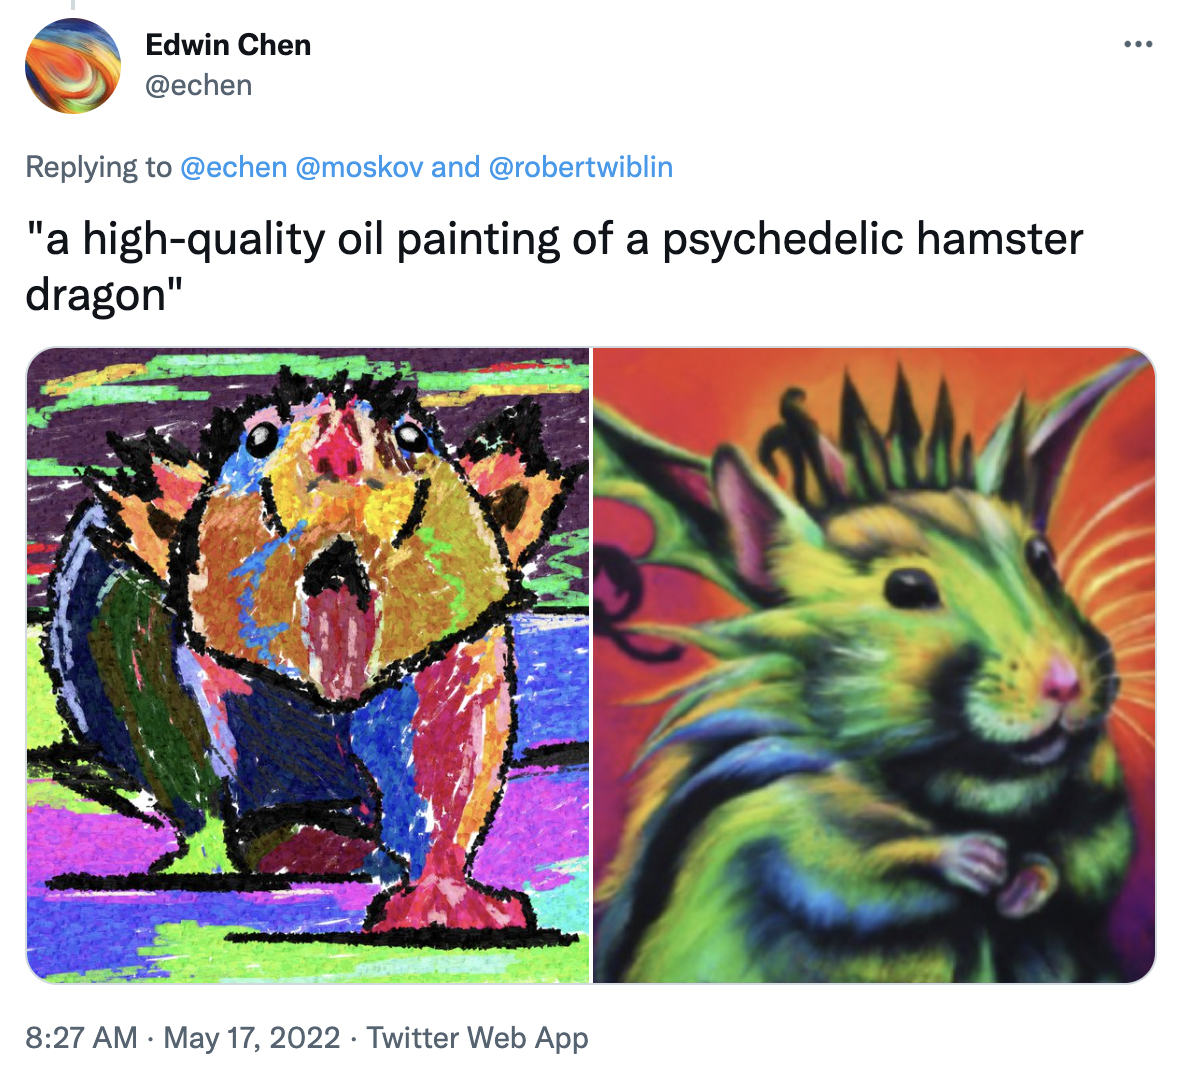 Edwin Chen
@echen
Replying to @echen @moskov and @robertwiblin
"a high-quality oil painting of a psychedelic hamster
dragon"
8:27 AM · May 17, 2022 · Twitter Web App